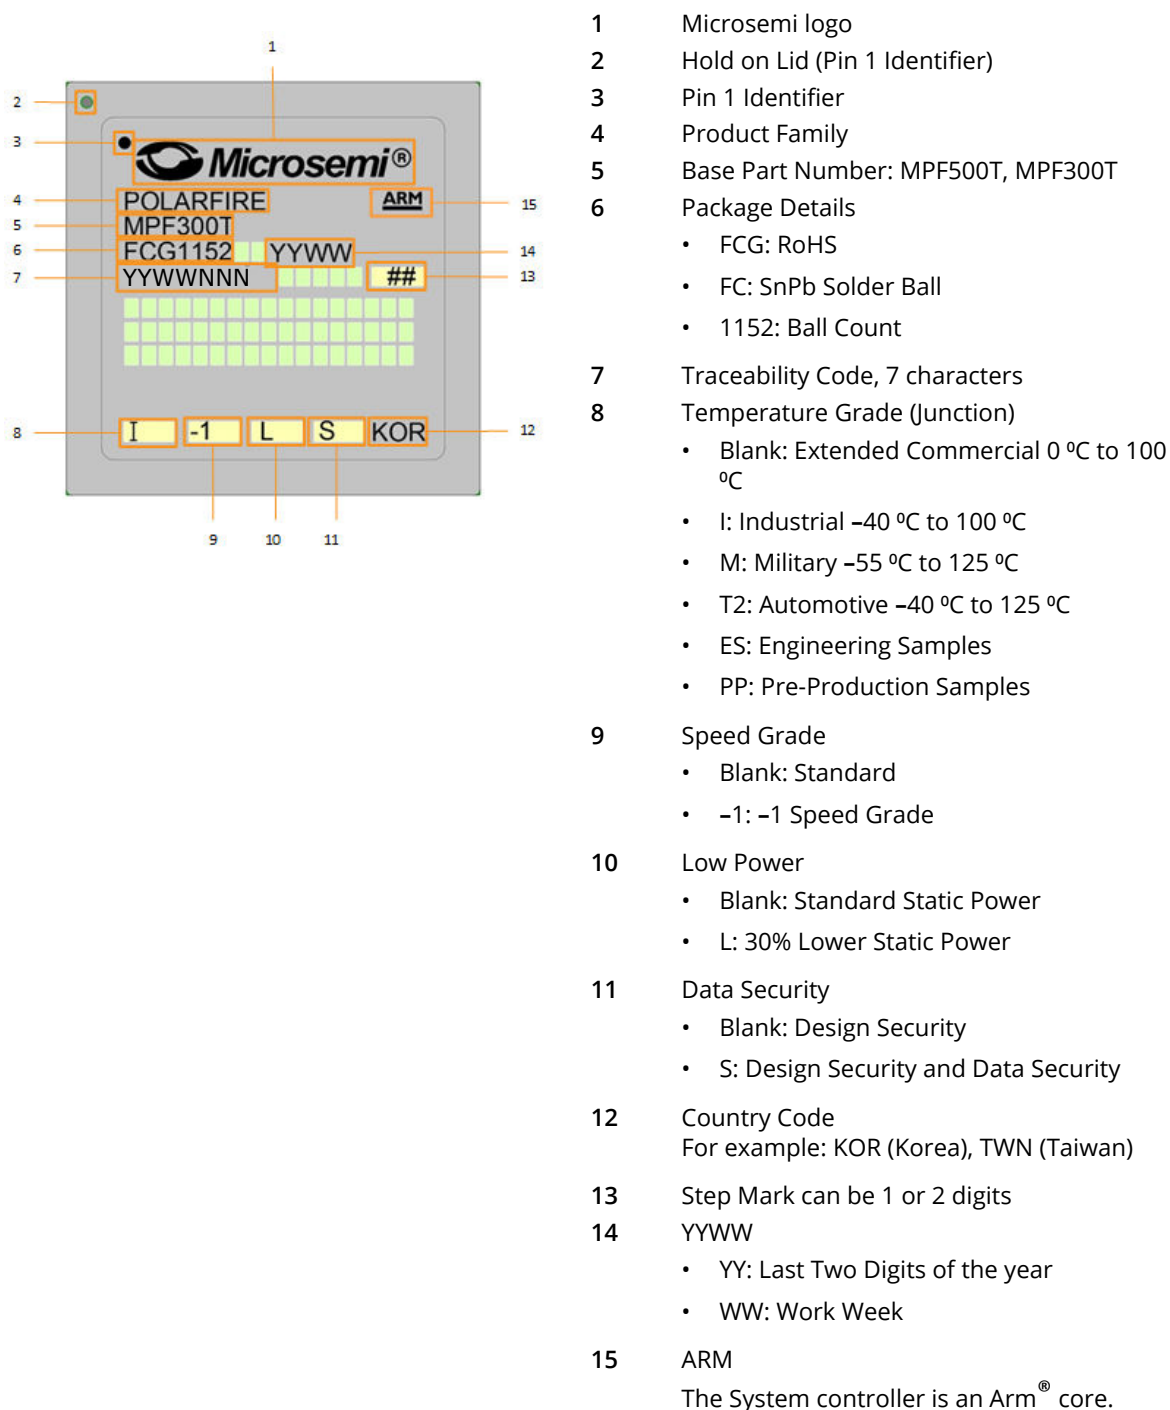 1
2
3
Microsemi®
4
POLARFIRE
ARM
15
5
MPF300T
6
FCG1152
YYWW
14
7
YYWWNNN
##
13
8
I
-1
L
S
KOR
12
9
10
11
1 Microsemi logo
2 Hold on Lid (Pin 1 Identifier)
3 Pin 1 Identifier
4 Product Family
5 Base Part Number: MPF500T, MPF300T
6 Package Details
• FCG: RoHS
• FC: SnPb Solder Ball
• 1152: Ball Count
7 Traceability Code, 7 characters
8 Temperature Grade (Junction)
• Blank: Extended Commercial 0 ⁰C to 100
⁰C
• I: Industrial –40 ⁰C to 100 ⁰C
• M: Military –55 ⁰C to 125 ⁰C
• T2: Automotive –40 ⁰C to 125 ⁰C
• ES: Engineering Samples
• PP: Pre-Production Samples
9 Speed Grade
• Blank: Standard
• –1: –1 Speed Grade
10 Low Power
• Blank: Standard Static Power
• L: 30% Lower Static Power
11 Data Security
• Blank: Design Security
• S: Design Security and Data Security
12 Country Code
For example: KOR (Korea), TWN (Taiwan)
13 Step Mark can be 1 or 2 digits
14 YYWW
• YY: Last Two Digits of the year
• WW: Work Week
15 ARM
The System controller is an Arm® core.